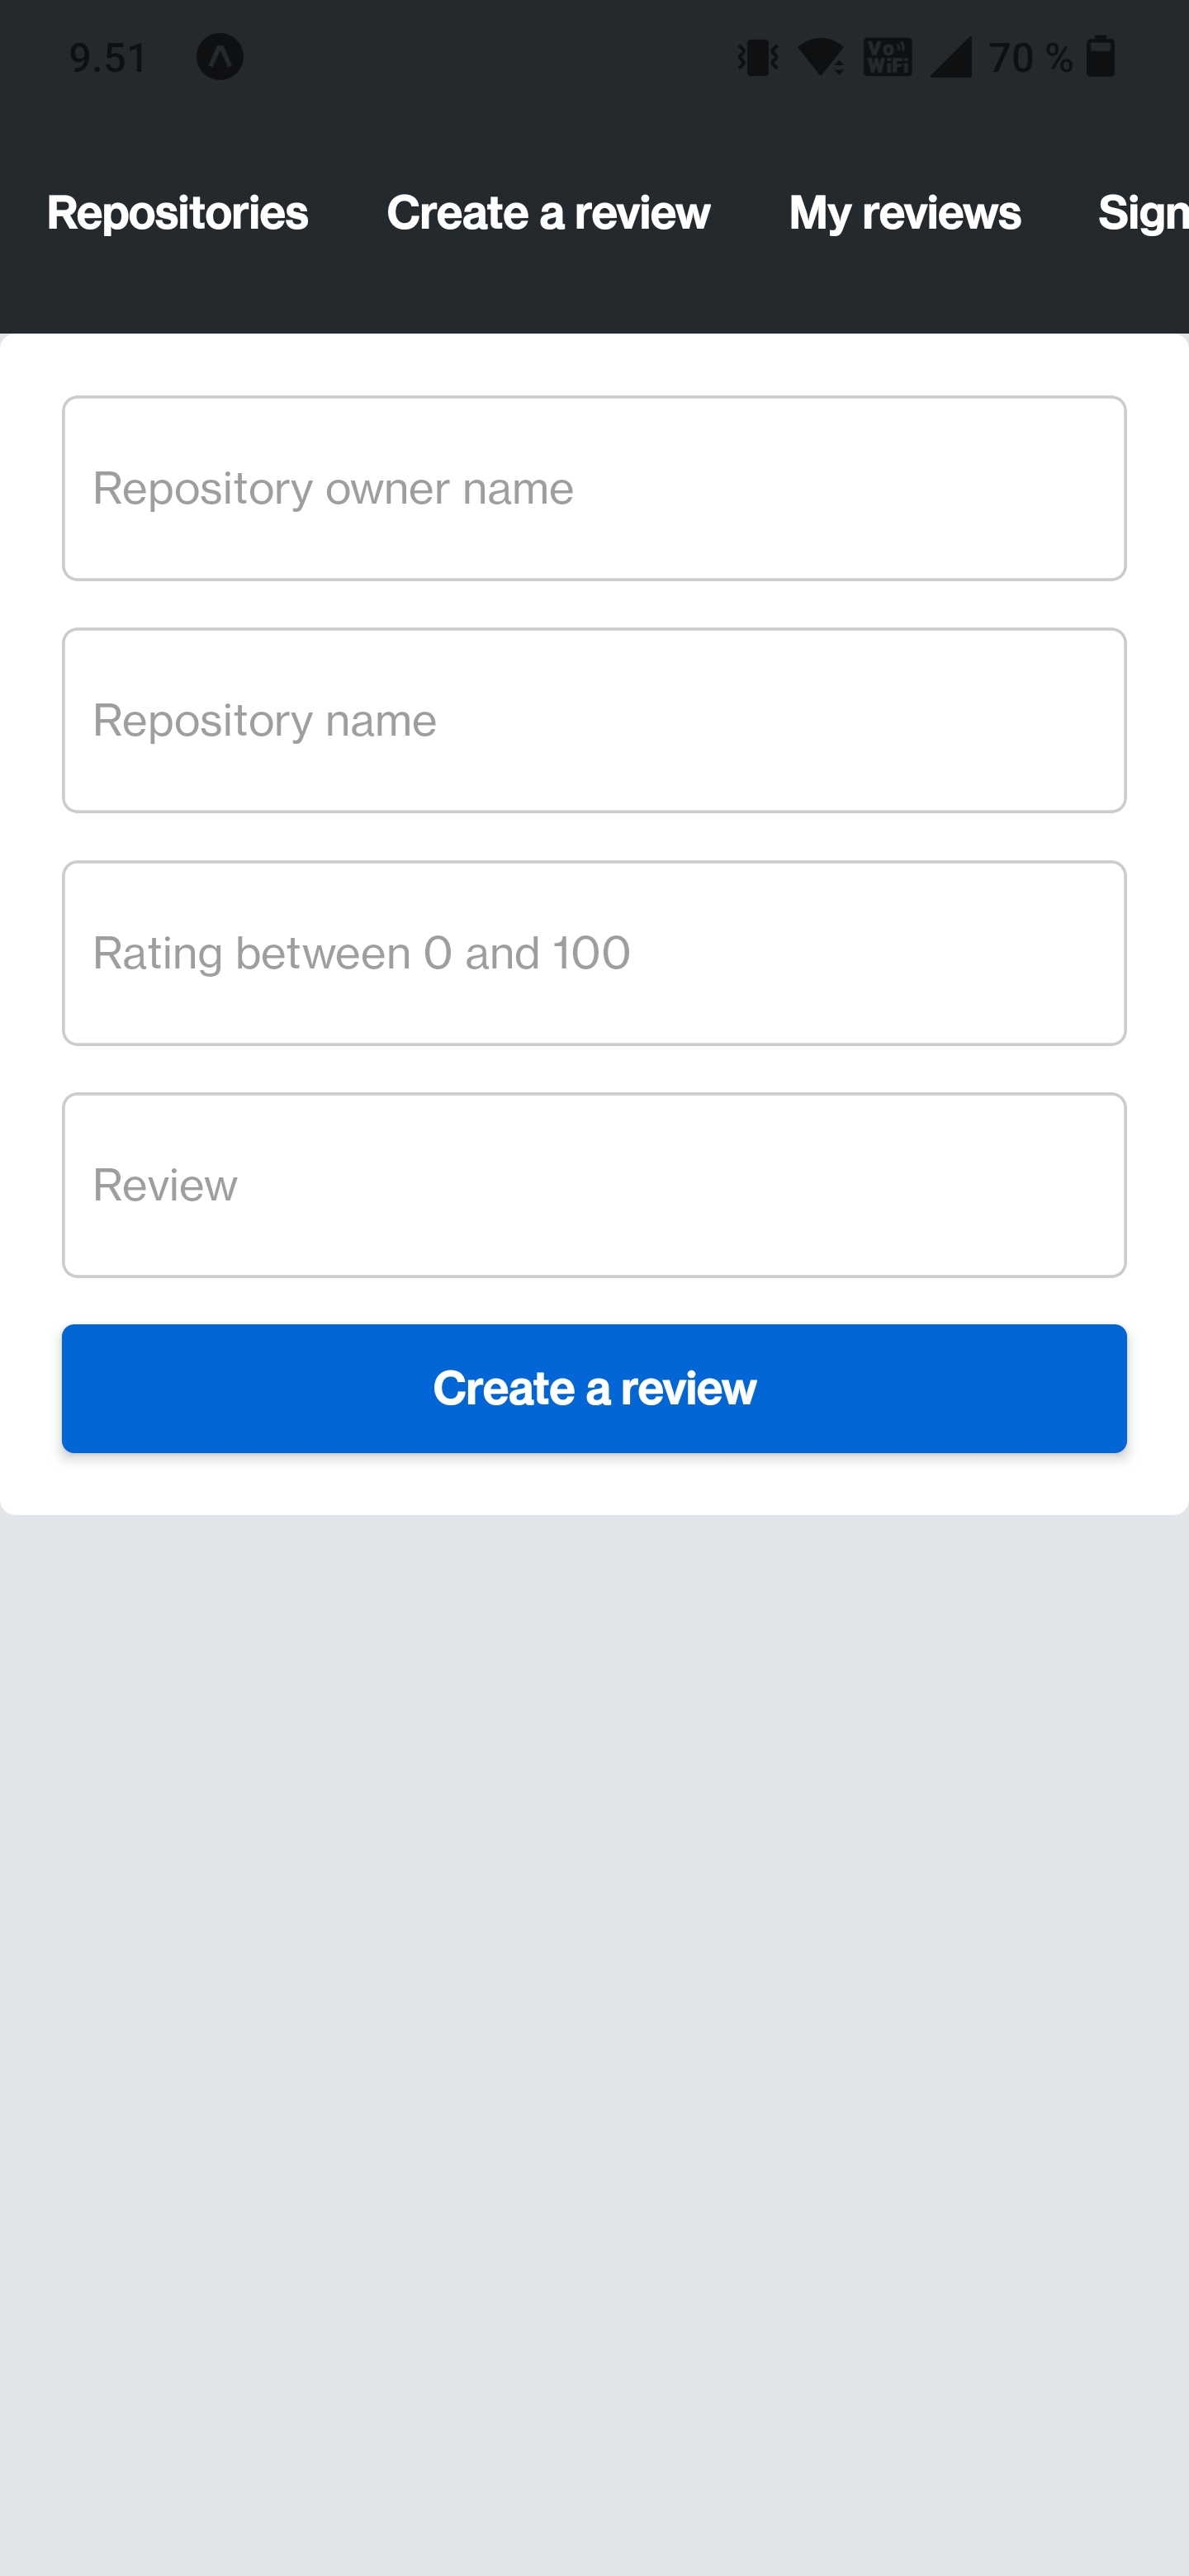 9.51 Vo WiFi 70 %
Repositories Create a review My reviews Sign
Repository owner name
Repository name
Rating between 0 and 100
Review
Create a review